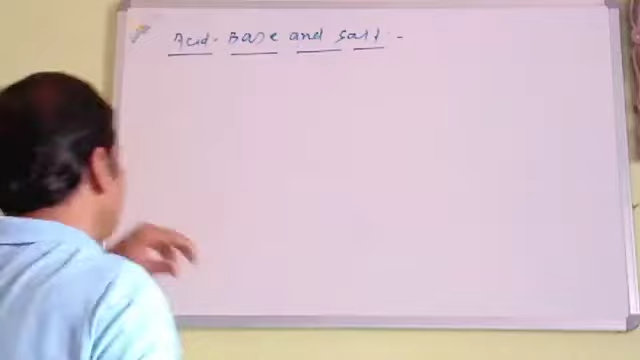 Acid. Base and Salt :-